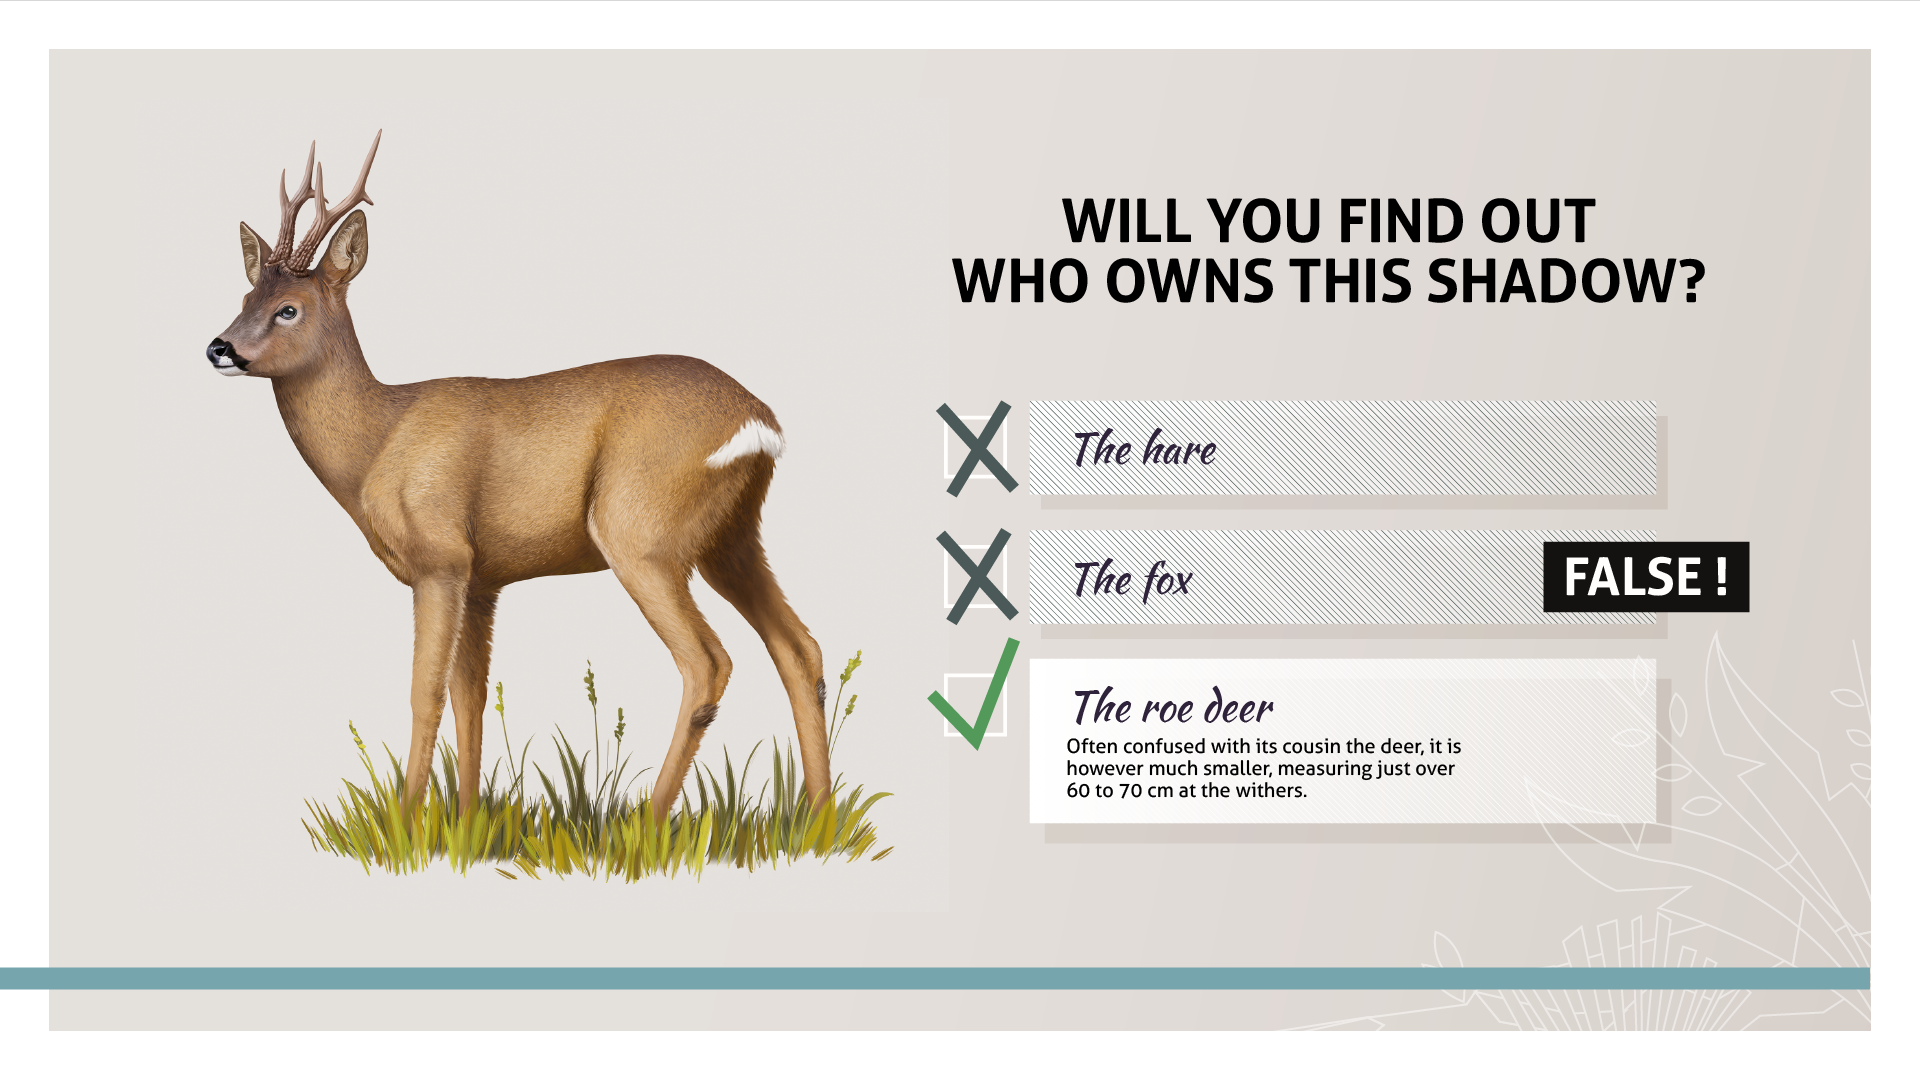 WILL YOU FIND OUT
WHO OWNS THIS SHADOW?
The hare
The fox
FALSE !
The roe deer
Often confused with its cousin the deer, it is
however much smaller, measuring just over
60 to 70 cm at the withers.